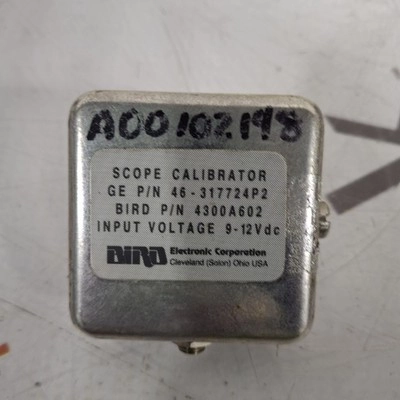 A00102198
SCOPE CALIBRATOR
GE P/N 46-317724P2
BIRD P/N 4300A602
INPUT VOLTAGE 9-12Vdc
BIRD Electronic Corporation
Cleveland (Solon) Ohio USA